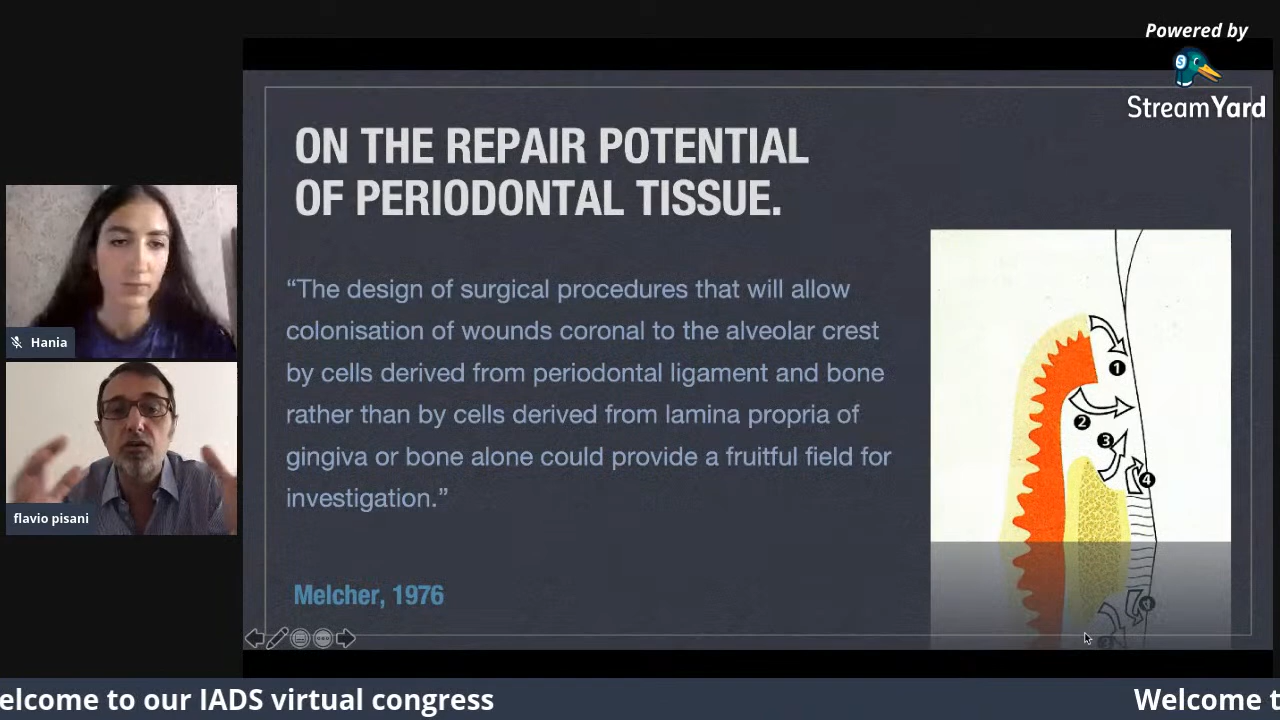 Powered by
StreamYard
ON THE REPAIR POTENTIAL
OF PERIODONTAL TISSUE.
“The design of surgical procedures that will allow
colonisation of wounds coronal to the alveolar crest
by cells derived from periodontal ligament and bone
rather than by cells derived from lamina propria of
gingiva or bone alone could provide a fruitful field for
investigation.”
Melcher, 1976
1
2
3
4
Hania
flavio pisani
elcome to our IADS virtual congress
Welcome t